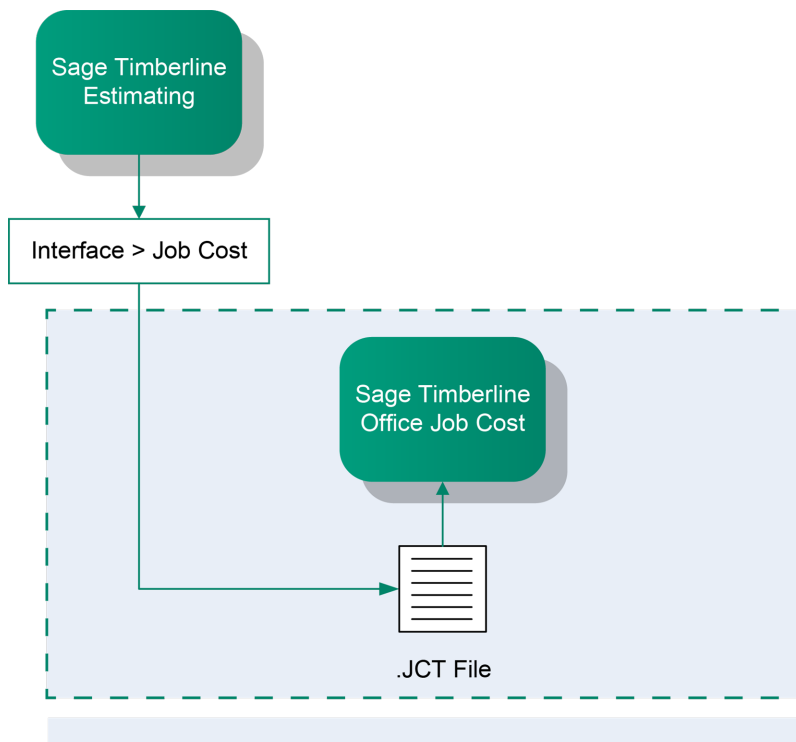 Sage Timberline
Estimating
Interface > Job Cost
Sage Timberline
Office Job Cost
.JCT File